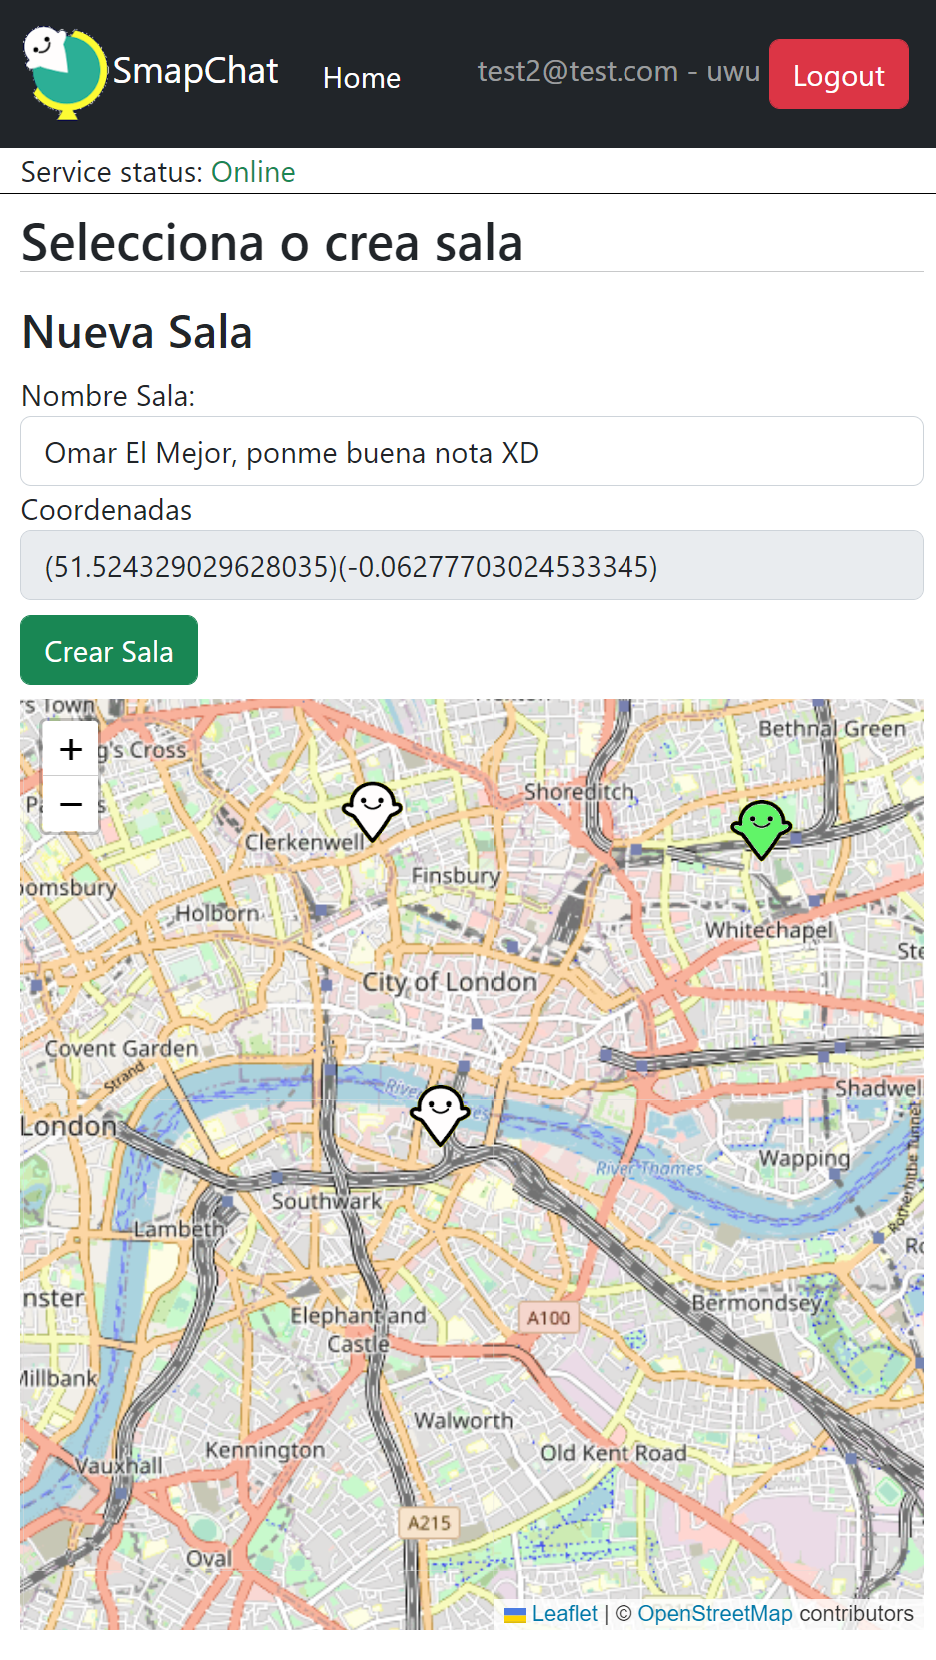 SmapChat Home test2@test.com - uwu Logout
Service status: Online
Selecciona o crea sala
Nueva Sala
Nombre Sala:
Omar El Mejor, ponme buena nota XD
Coordenadas
(51.524329029628035)(-0.06277703024533345)
Crear Sala
s Town
+
g's Cross
Bethnal Green
−
Shoreditch
Clerkenwell
Finsbury
oomsbury
Holborn
Whitechapel
Ste
City of London
Covent Garden
Strand
Shadwel
London
River Thames
Wapping
Southwark
Lambeth
Rotherhithe Tunnel
nster
Bermondsey
Elephant and
Castle
A100
Millbank
Walworth
Kennington
Old Kent Road
Vauxhall
A215
Oval
Leaflet | © OpenStreetMap contributors